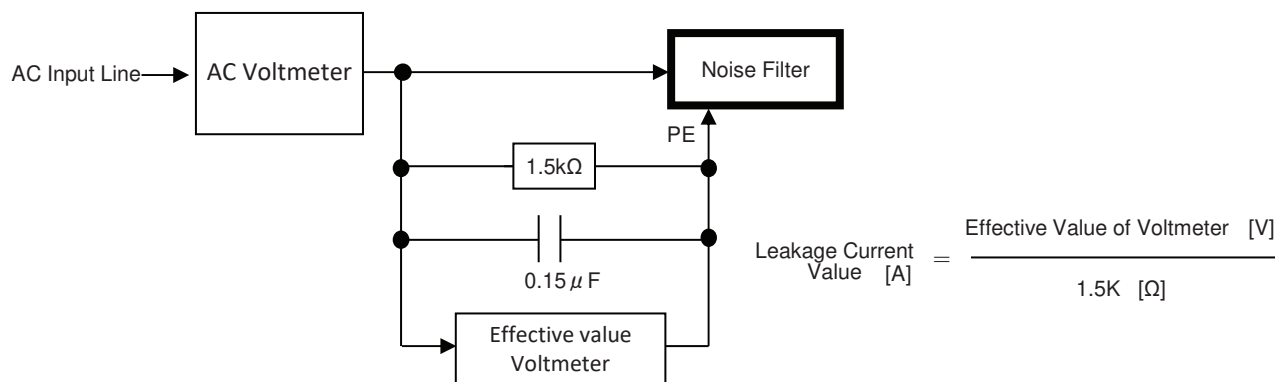 AC Input Line
AC Voltmeter
Noise Filter
PE
1.5kΩ
0.15μF
Effective value
Voltmeter
Leakage Current
Value [A]
=
Effective Value of Voltmeter [V]
1.5K [Ω]